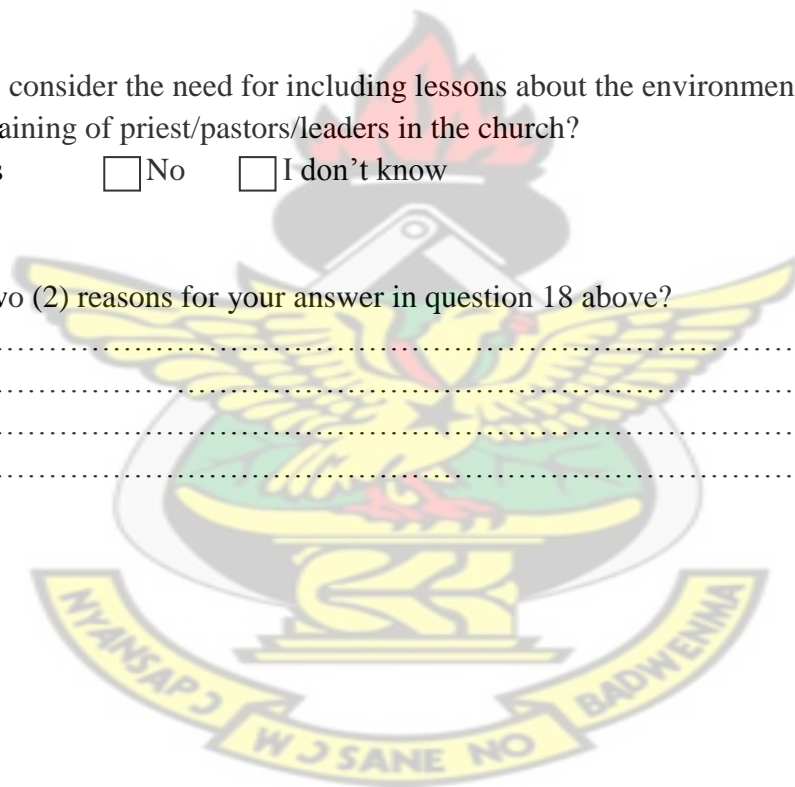 consider the need for including lessons about the environmen
aining of priest/pastors/leaders in the church?
s ☐ No ☐ I don’t know
vo (2) reasons for your answer in question 18 above?
................................................................................
................................................................................
................................................................................
................................................................................
NYANSAPƆ WƆSANE NO BADWENMA